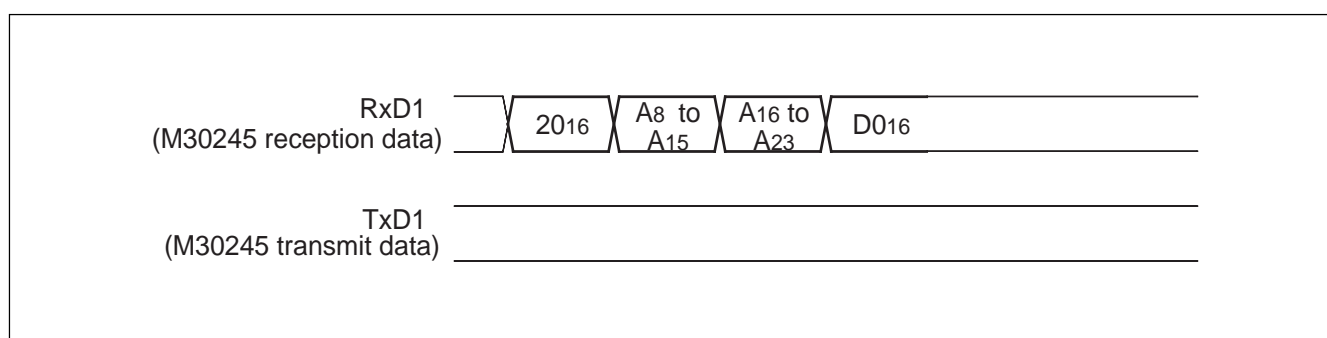 RxD1
(M30245 reception data)
2016
A8 to
A15
A16 to
A23
D016
TxD1
(M30245 transmit data)